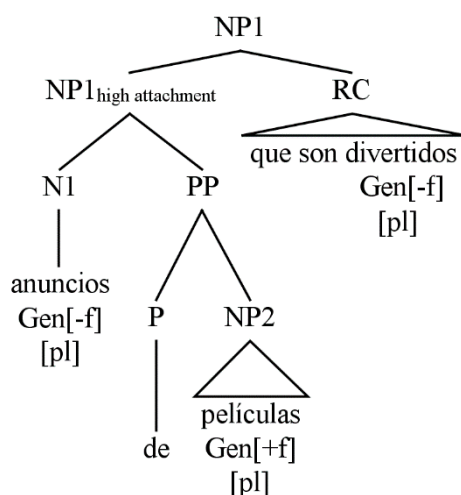 NP1
NP1high attachment RC
que son divertidos
N1 PP Gen[-f]
[pl]
anuncios
Gen[-f] P NP2
[pl]
películas
de Gen[+f]
[pl]